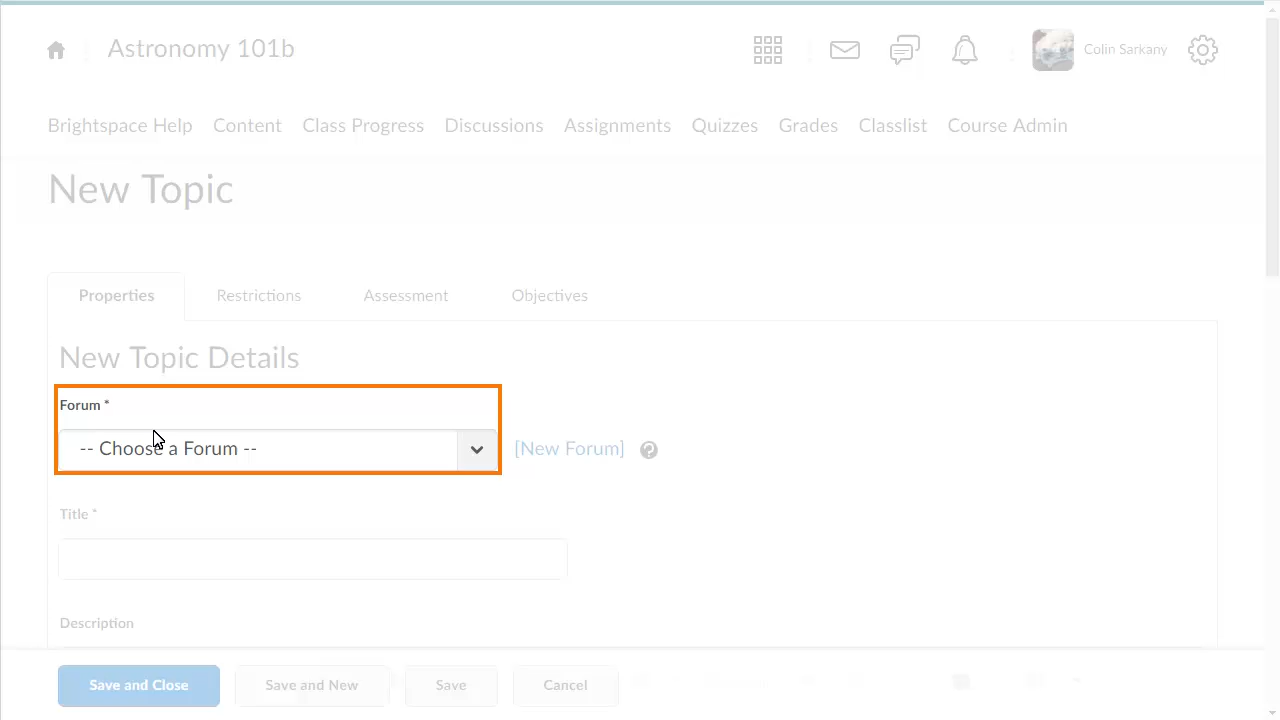 Astronomy 101b
Colin Sarkany
Brightspace Help Content Class Progress Discussions Assignments Quizzes Grades Classlist Course Admin
New Topic
Properties Restrictions Assessment Objectives
New Topic Details
Forum *
-- Choose a Forum -- [New Forum] ?
Title *
Description
Save and Close Save and New Save Cancel